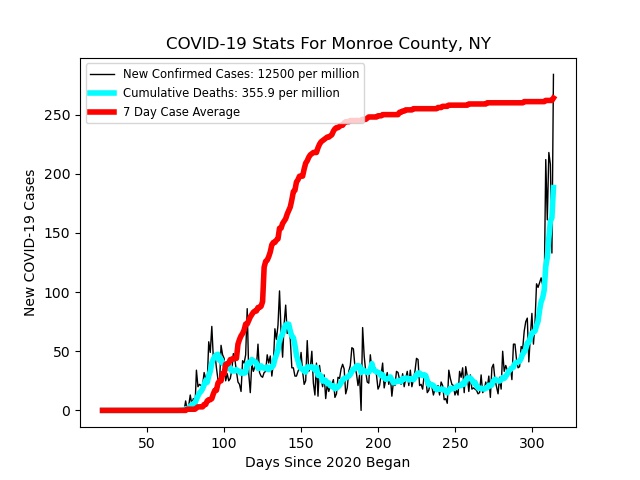 COVID-19 Stats For Monroe County, NY
New Confirmed Cases: 12500 per million
Cumulative Deaths: 355.9 per million
7 Day Case Average
New COVID-19 Cases
250
200
150
100
50
0
50
100
150
200
250
300
Days Since 2020 Began